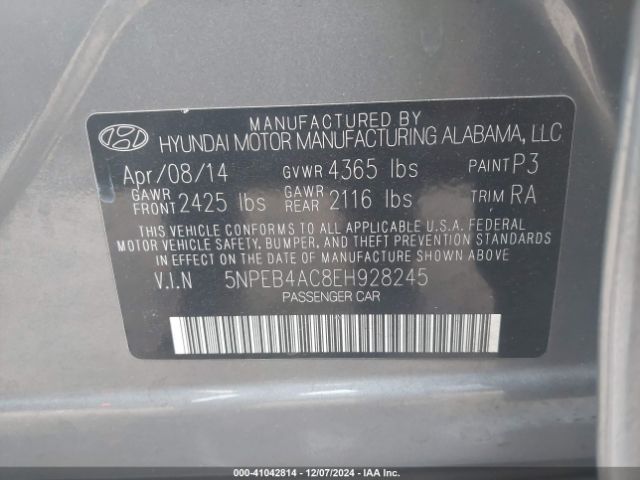 MANUFACTURED BY
HYUNDAI MOTOR MANUFACTURING ALABAMA, LLC
Apr/08/14 GVWR 4365 lbs PAINT P3
GAWR FRONT 2425 lbs GAWR REAR 2116 lbs TRIM RA
THIS VEHICLE CONFORMS TO ALL APPLICABLE U.S.A. FEDERAL
MOTOR VEHICLE SAFETY, BUMPER, AND THEFT PREVENTION STANDARDS
IN EFFECT ON THE DATE OF MANUFACTURE SHOWN ABOVE.
V.I.N 5NPEB4AC8EH928245
PASSENGER CAR
000-41042814 - 12/07/2024 - IAAI.COM